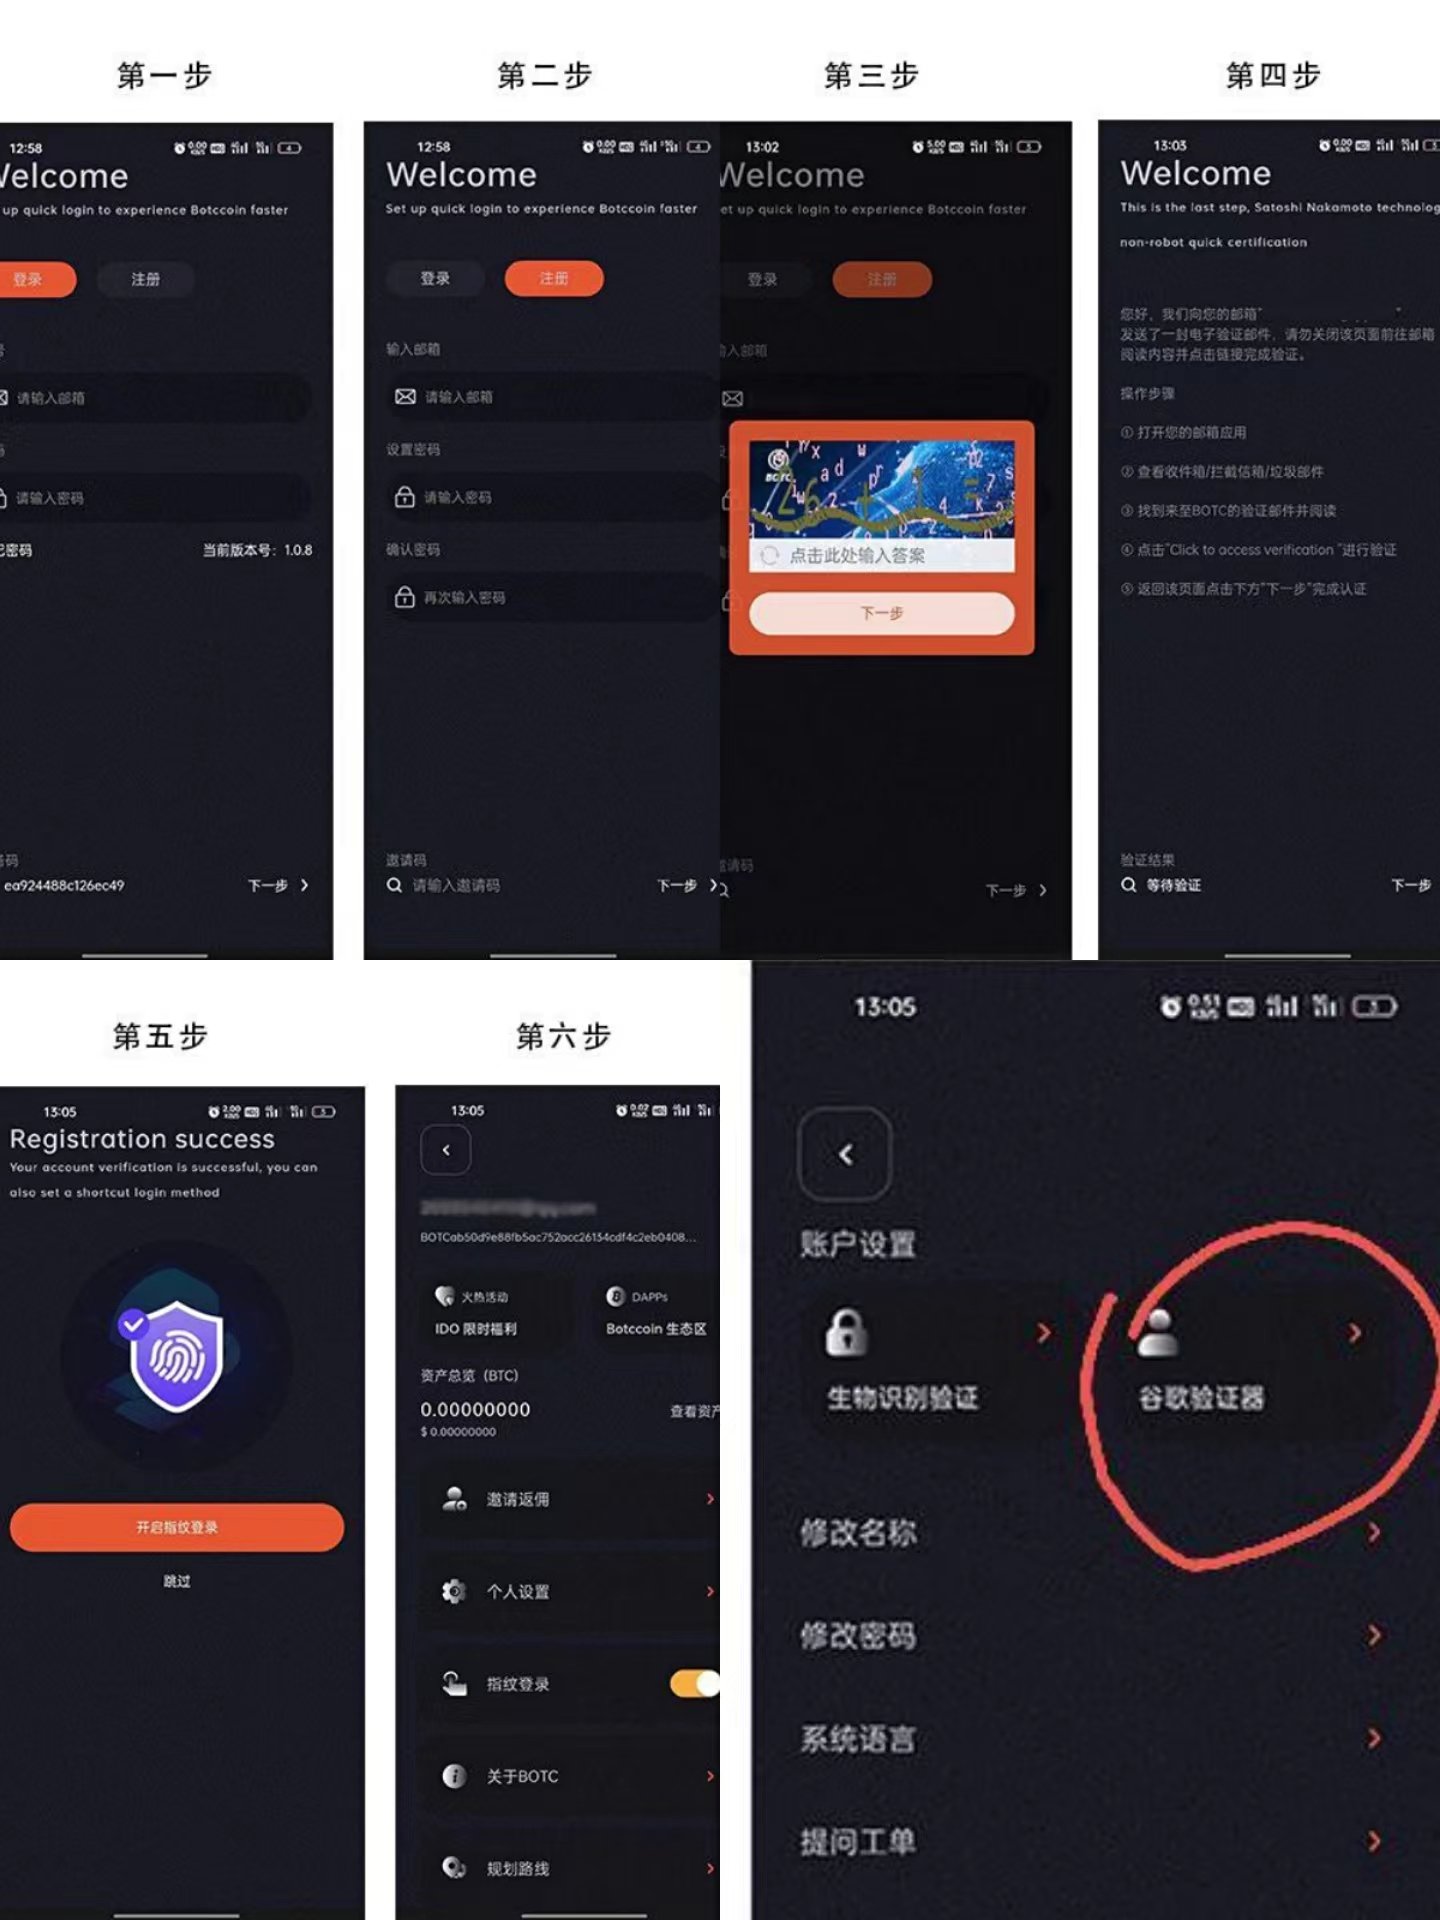 第一步
12:58
Welcome
up quick login to experience Botccoin faster
登录
注册
请输入邮箱
请输入密码
密码
当前版本号：1.0.8
ea924488c126ec49
下一步
第二步
12:58
Welcome
Set up quick login to experience Botccoin faster
登录
注册
输入邮箱
请输入邮箱
设置密码
请输入密码
确认密码
再次输入密码
邀请码
请输入邀请码
下一步
第三步
13:02
Welcome
et up quick login to experience Botccoin faster
登录
注册
输入邮箱
BOTC
26 +
点击此处输入答案
下一步
邀请码
下一步
第四步
13:03
Welcome
This is the last step, Satoshi Nakamoto technolog
non-robot quick certification
您好，我们向您的邮箱"
"
发送了一封电子验证邮件，请勿关闭该页面前往邮箱
阅读内容并点击链接完成验证。
操作步骤
① 打开您的邮箱应用
② 查看收件箱/拦截信箱/垃圾部件
③ 找到来至BOTC的验证邮件并阅读
④ 点击"Click to access verification "进行验证
⑤ 返回该页面点击下方"下一步"完成认证
验证结果
等待验证
下一步
第五步
13:05
Registration success
Your account verification is successful, you can
also set a shortcut login method
开启指纹登录
跳过
第六步
13:05
BOTCab50d9e88fb5ac752acc26134cdf4c2eb0408...
火热活动
IDO 限时福利
DAPPs
Botccoin 生态区
资产总览（BTC）
0.00000000
查看资产
$ 0.00000000
邀请返佣
个人设置
指纹登录
关于BOTC
规划路线
13:05
账户设置
生物识别验证
谷歌验证器
修改名称
修改密码
系统语言
提问工单